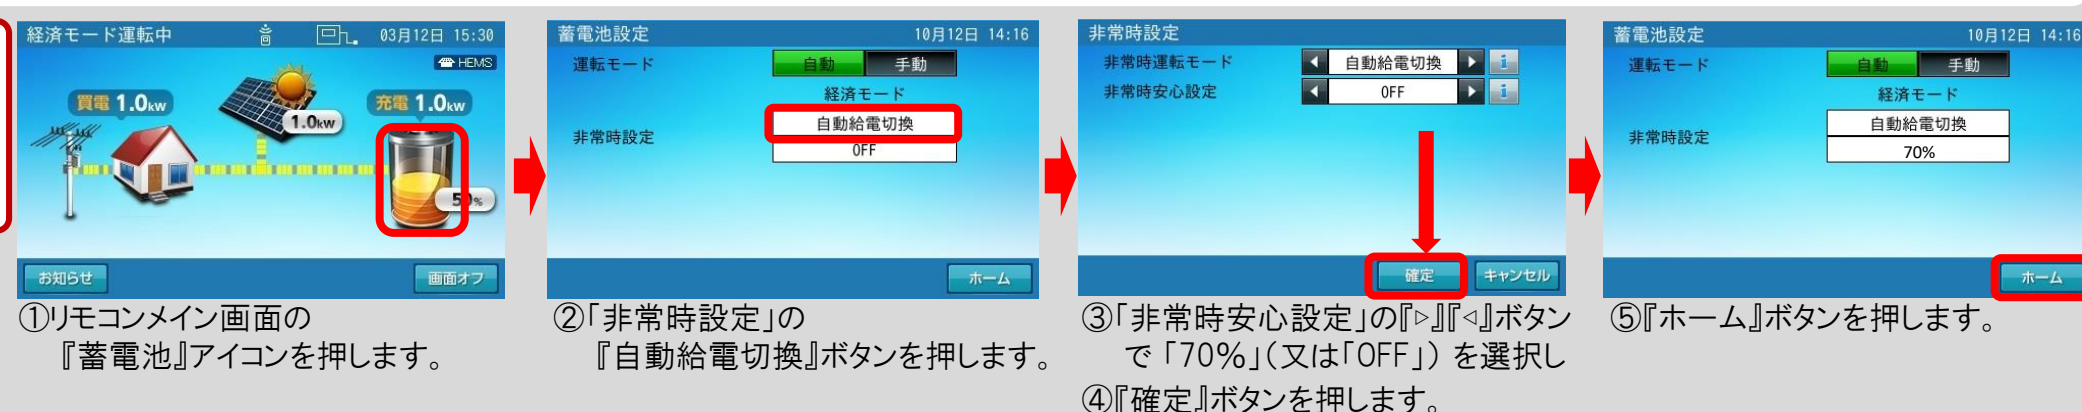 経済モード運転中
03月12日 15:30
HEMS
買電 1.0kw
1.0kw
充電 1.0kw
お知らせ
画面オフ
①リモコンメイン画面の
『蓄電池』アイコンを押します。
蓄電池設定
10月12日 14:16
運転モード
自動
手動
経済モード
非常時設定
自動給電切換
OFF
ホーム
②「非常時設定」の
『自動給電切換』ボタンを押します。
非常時設定
非常時運転モード
◀ 自動給電切換 ▶ i
非常時安心設定
◀ OFF ▶ i
確定
キャンセル
③「非常時安心設定」の『▷』『◁』ボタン
で「70%」(又は「OFF」) を選択し
④『確定』ボタンを押します。
蓄電池設定
10月12日 14:16
運転モード
自動
手動
経済モード
非常時設定
自動給電切換
70%
ホーム
⑤『ホーム』ボタンを押します。